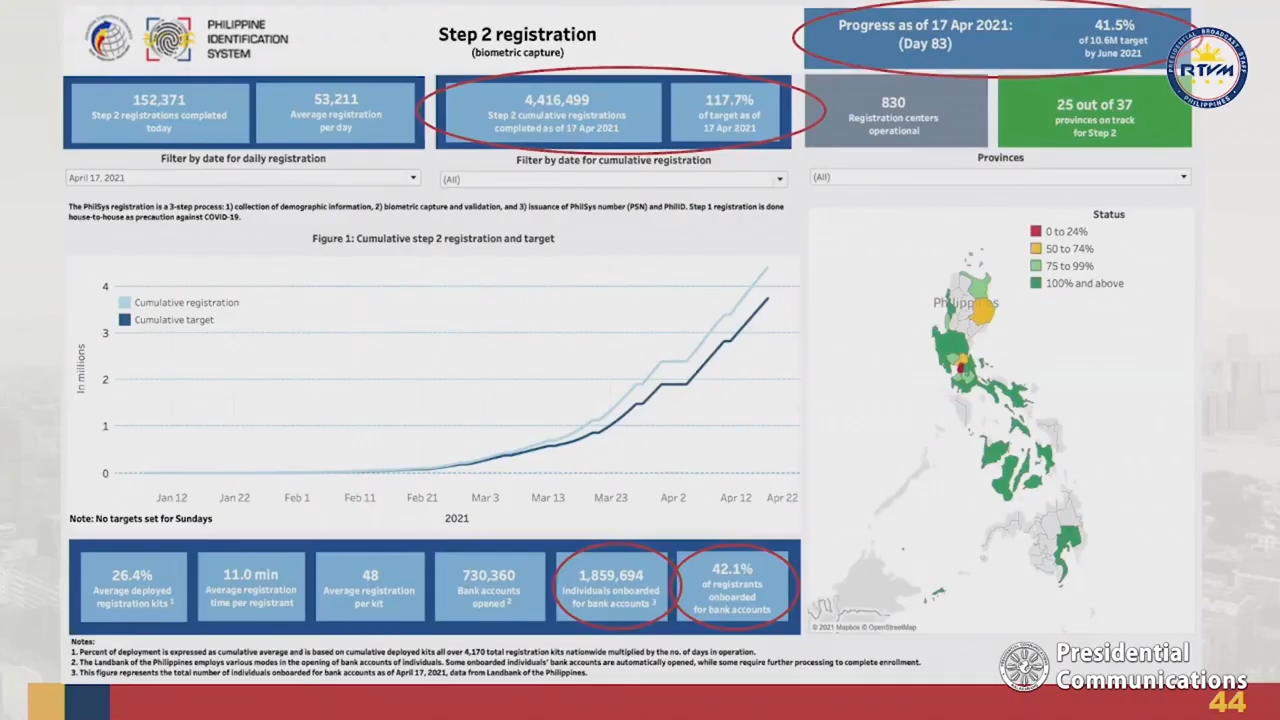 PHILIPPINE
IDENTIFICATION
SYSTEM
Step 2 registration
(biometric capture)
Progress as of 17 Apr 2021:
(Day 83)
41.5%
of 10.6M target
by June 2021
PRESIDENTIAL BROADCAST STAFF
RTVM
PHILIPPINES
152,371
Step 2 registrations completed
today
53,211
Average registration
per day
4,416,499
Step 2 cumulative registrations
completed as of 17 Apr 2021
117.7%
of target as of
17 Apr 2021
830
Registration centers
operational
25 out of 37
provinces on track
for Step 2
Filter by date for daily registration
April 17, 2021
Filter by date for cumulative registration
(All)
Provinces
(All)
The PhilSys registration is a 3-step process: 1) collection of demographic information, 2) biometric capture and validation, and 3) issuance of PhilSys number (PSN) and PhilID. Step 1 registration is done
house-to-house as precaution against COVID-19.
Figure 1: Cumulative step 2 registration and target
Cumulative registration
Cumulative target
In millions
4
3
2
1
0
Jan 12 Jan 22 Feb 1 Feb 11 Feb 21 Mar 3 Mar 13 Mar 23 Apr 2 Apr 12 Apr 22
Note: No targets set for Sundays
2021
Status
0 to 24%
50 to 74%
75 to 99%
100% and above
Philippines
© 2021 Mapbox © OpenStreetMap
26.4%
Average deployed
registration kits 1
11.0 min
Average registration
time per registrant
48
Average registration
per kit
730,360
Bank accounts
opened 2
1,859,694
Individuals onboarded
for bank accounts 3
42.1%
of registrants
onboarded
for bank accounts
Notes:
1. Percent of deployment is expressed as cumulative average and is based on cumulative deployed kits all over 4,170 total registration kits nationwide multiplied by the no. of days in operation.
2. The Landbank of the Philippines employs various modes in the opening of bank accounts of individuals. Some onboarded individuals' bank accounts are automatically opened, while some require further processing to complete enrollment.
3. This figure represents the total number of individuals onboarded for bank accounts as of April 17, 2021, data from Landbank of the Philippines.
Presidential
Communications
44